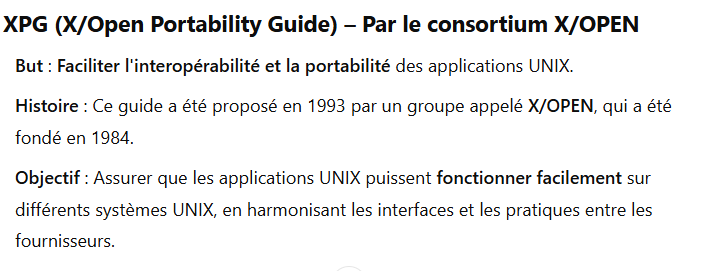 XPG (X/Open Portability Guide) – Par le consortium X/OPEN
But : Faciliter l'interopérabilité et la portabilité des applications UNIX.
Histoire : Ce guide a été proposé en 1993 par un groupe appelé X/OPEN, qui a été
fondé en 1984.
Objectif : Assurer que les applications UNIX puissent fonctionner facilement sur
différents systèmes UNIX, en harmonisant les interfaces et les pratiques entre les
fournisseurs.